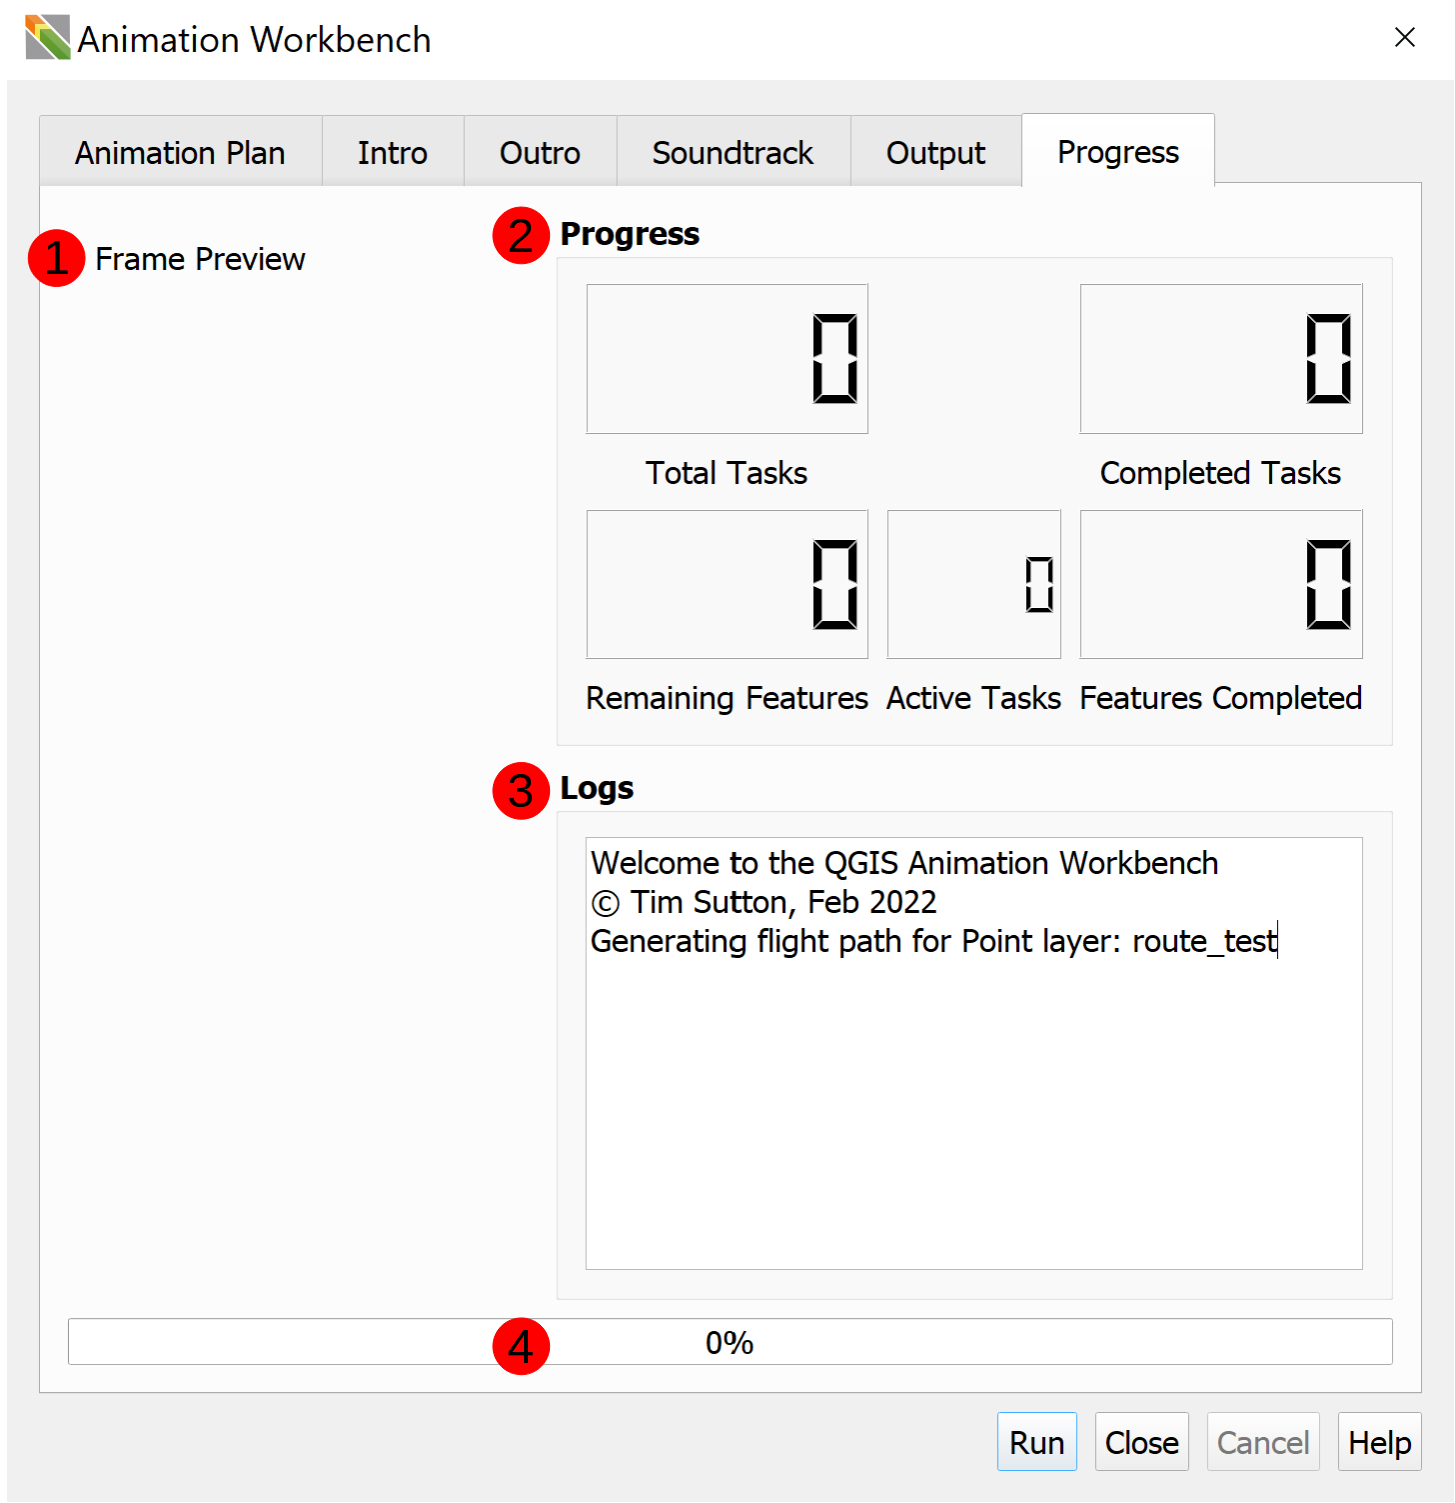 Animation Workbench
Animation Plan Intro Outro Soundtrack Output Progress
1 Frame Preview
2 Progress
0 0
Total Tasks Completed Tasks
0 0 0
Remaining Features Active Tasks Features Completed
3 Logs
Welcome to the QGIS Animation Workbench
© Tim Sutton, Feb 2022
Generating flight path for Point layer: route_test
4 0%
Run Close Cancel Help